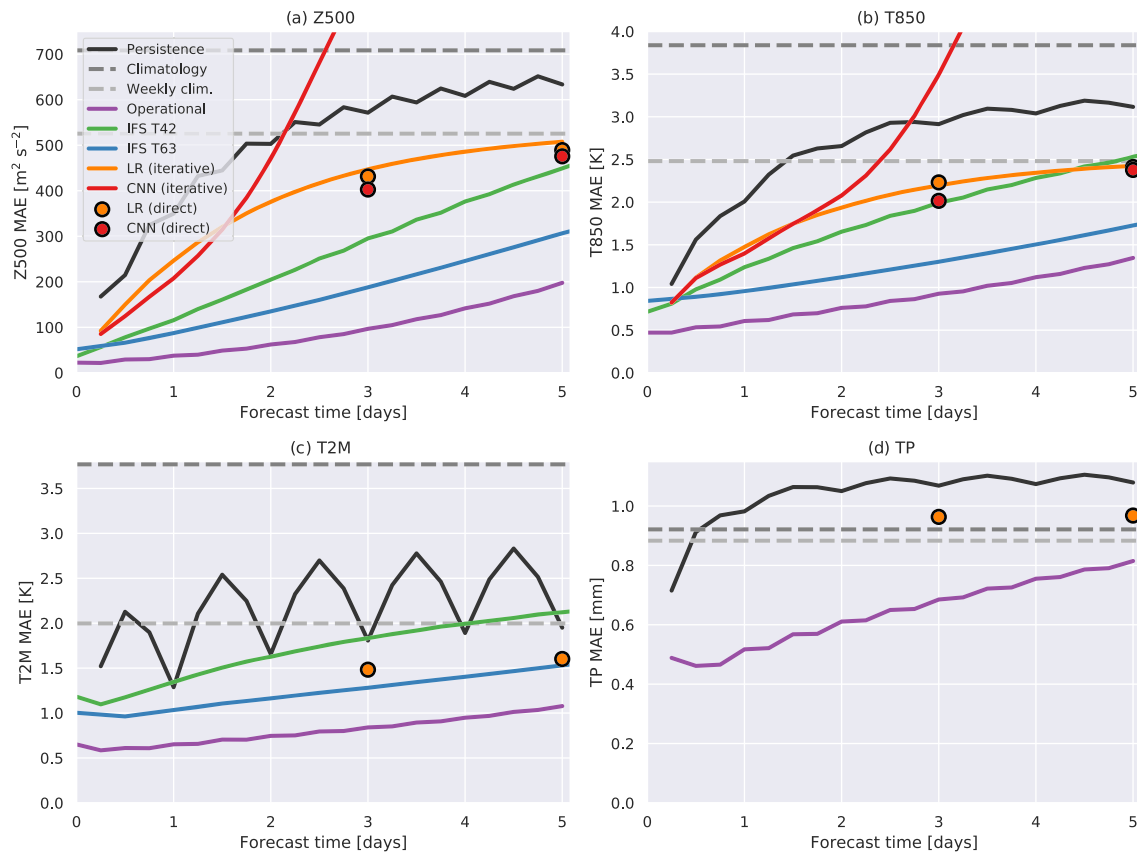 (a) Z500
700
600
500
400
300
200
100
0
Z500 MAE [m² s⁻²]
Persistence
Climatology
Weekly clim.
Operational
IFS T42
IFS T63
LR (iterative)
CNN (iterative)
LR (direct)
CNN (direct)
0 1 2 3 4 5
Forecast time [days]
(b) T850
4.0
3.5
3.0
2.5
2.0
1.5
1.0
0.5
0.0
T850 MAE [K]
0 1 2 3 4 5
Forecast time [days]
(c) T2M
3.5
3.0
2.5
2.0
1.5
1.0
0.5
0.0
T2M MAE [K]
0 1 2 3 4 5
Forecast time [days]
(d) TP
1.0
0.8
0.6
0.4
0.2
0.0
TP MAE [mm]
0 1 2 3 4 5
Forecast time [days]